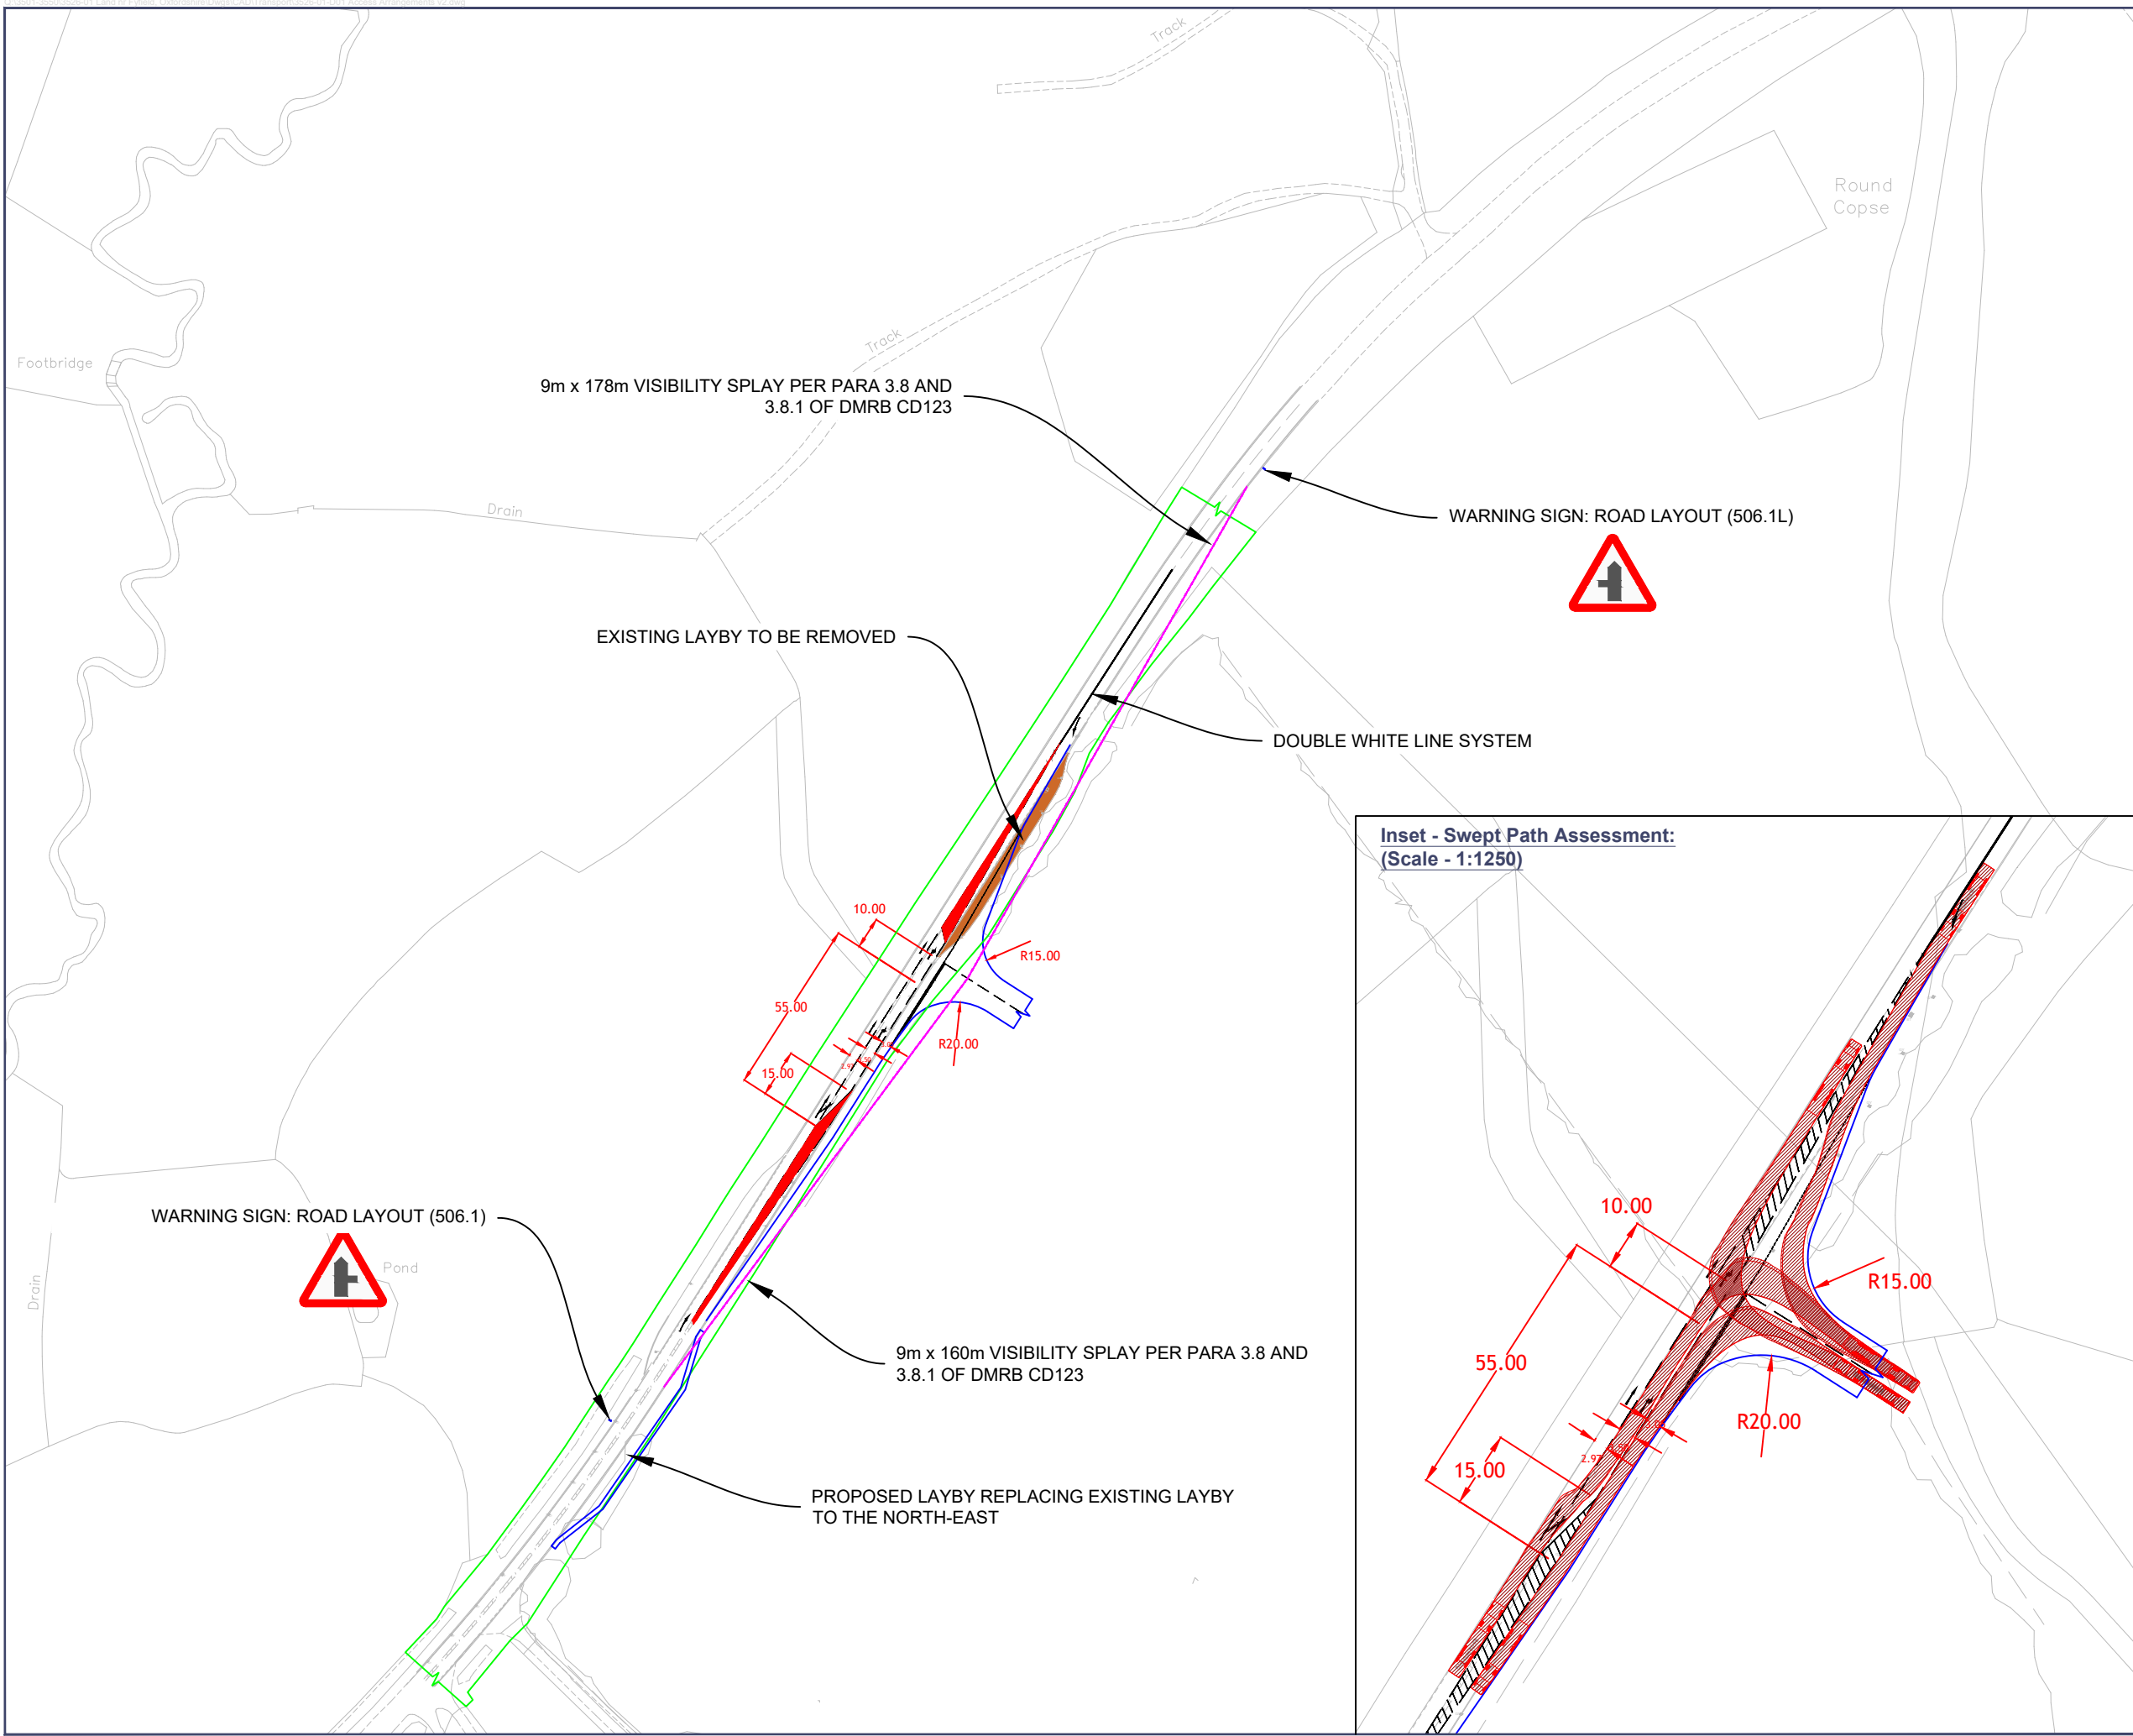 Track
Round
Copse
Footbridge
Track
9m x 178m VISIBILITY SPLAY PER PARA 3.8 AND
3.8.1 OF DMRB CD123
Drain
WARNING SIGN: ROAD LAYOUT (506.1L)
EXISTING LAYBY TO BE REMOVED
DOUBLE WHITE LINE SYSTEM
Inset - Swept Path Assessment:
(Scale - 1:1250)
10.00
R15.00
55.00
R20.00
15.00
WARNING SIGN: ROAD LAYOUT (506.1)
Pond
Drain
9m x 160m VISIBILITY SPLAY PER PARA 3.8 AND
3.8.1 OF DMRB CD123
PROPOSED LAYBY REPLACING EXISTING LAYBY
TO THE NORTH-EAST
10.00
R15.00
55.00
R20.00
2.97
15.00